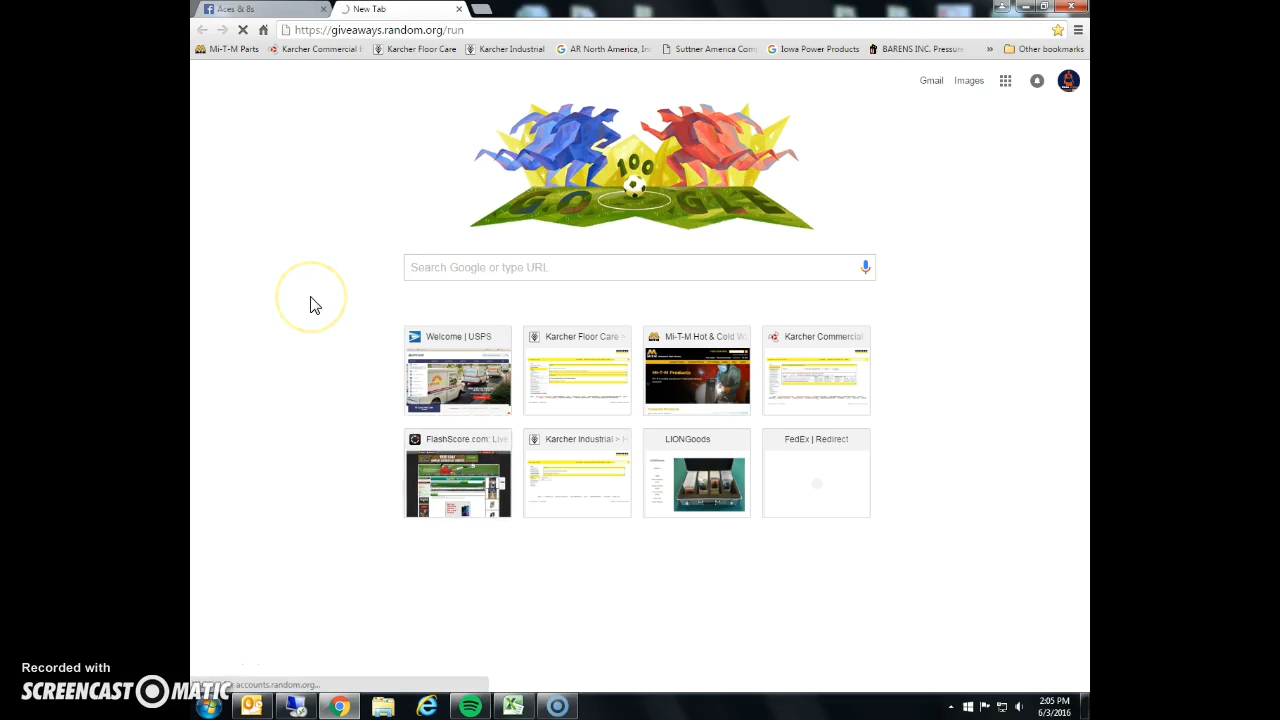 Aces & 8s
New Tab
https://giveaways.random.org/run
Mi-T-M Parts
Karcher Commercial
Karcher Floor Care
Karcher Industrial
AR North America, Inc
Suttner America Com
Iowa Power Products
BARENS INC. Pressure
»
Other bookmarks
Gmail
Images
100
GOOGLE
Search Google or type URL
Welcome | USPS
Karcher Floor Care >
Mi-T-M Hot & Cold W
Karcher Commercial
Mi-T-M Products
FlashScore.com: Live
Karcher Industrial > H
LIONGoods
FedEx | Redirect
accounts.random.org...
Recorded with
SCREENCAST MATIC
2:05 PM
6/3/2016